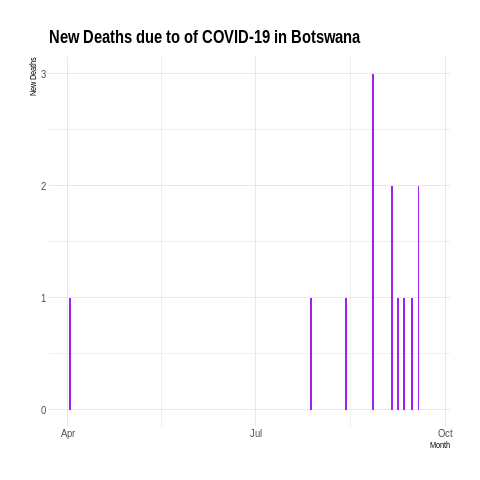 New Deaths due to of COVID-19 in Botswana
New Deaths
3
2
1
0
Apr
Jul
Oct
Month